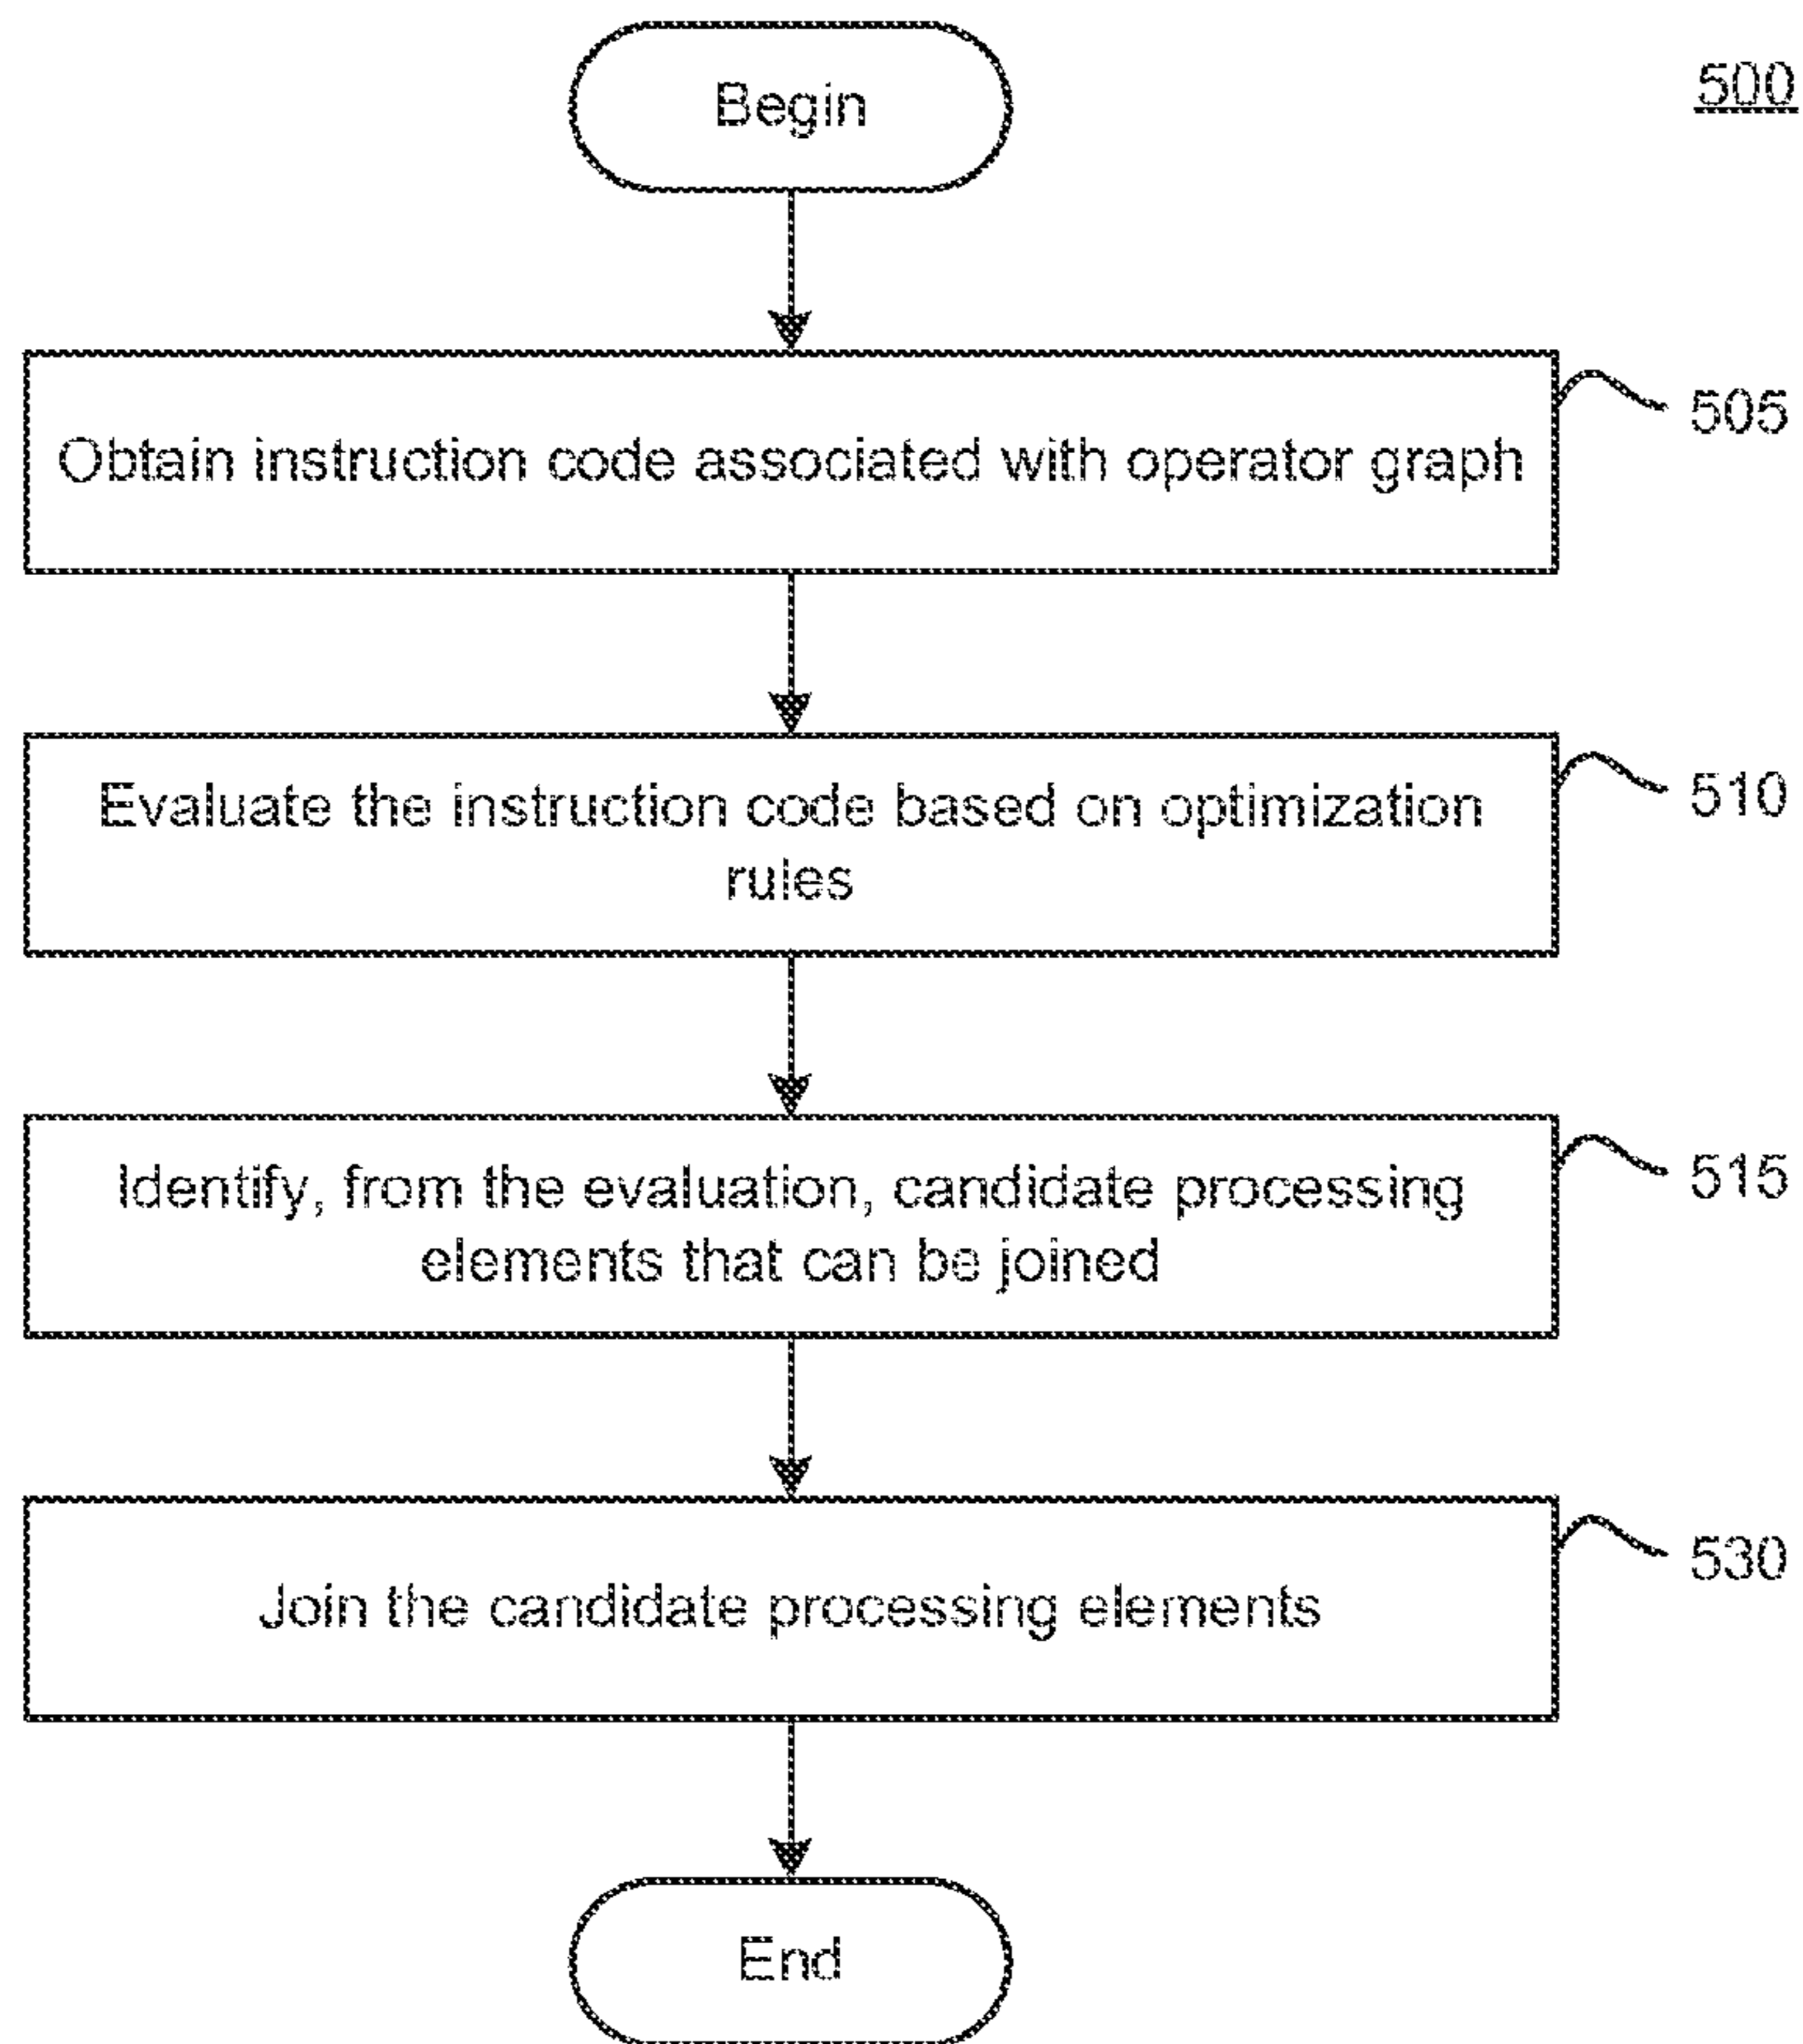 Begin
500
505
Obtain instruction code associated with operator graph
510
Evaluate the instruction code based on optimization
rules
515
Identify, from the evaluation, candidate processing
elements that can be joined
530
Join the candidate processing elements
End